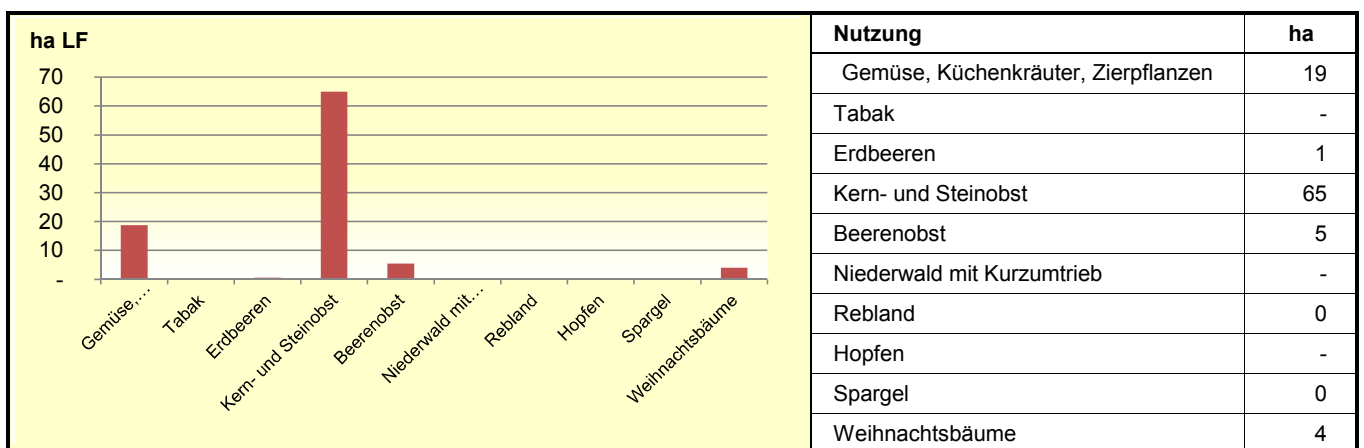 ha LF
70
60
50
40
30
20
10
-
Gemüse,...
Tabak
Erdbeeren
Kern- und Steinobst
Beerenobst
Niederwald mit...
Rebland
Hopfen
Spargel
Weihnachtsbäume
Nutzung ha
Gemüse, Küchenkräuter, Zierpflanzen 19
Tabak -
Erdbeeren 1
Kern- und Steinobst 65
Beerenobst 5
Niederwald mit Kurzumtrieb -
Rebland 0
Hopfen -
Spargel 0
Weihnachtsbäume 4